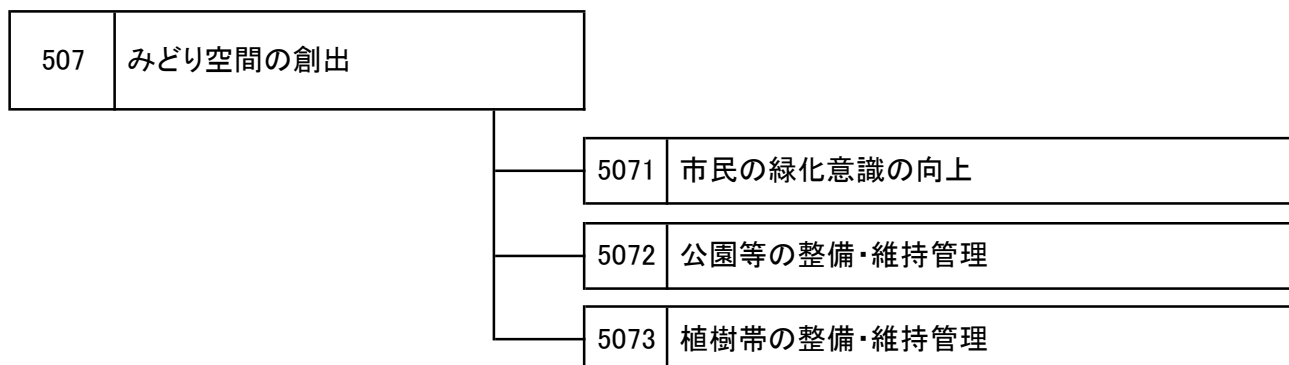 507 みどり空間の創出
5071 市民の緑化意識の向上
5072 公園等の整備・維持管理
5073 植樹帯の整備・維持管理